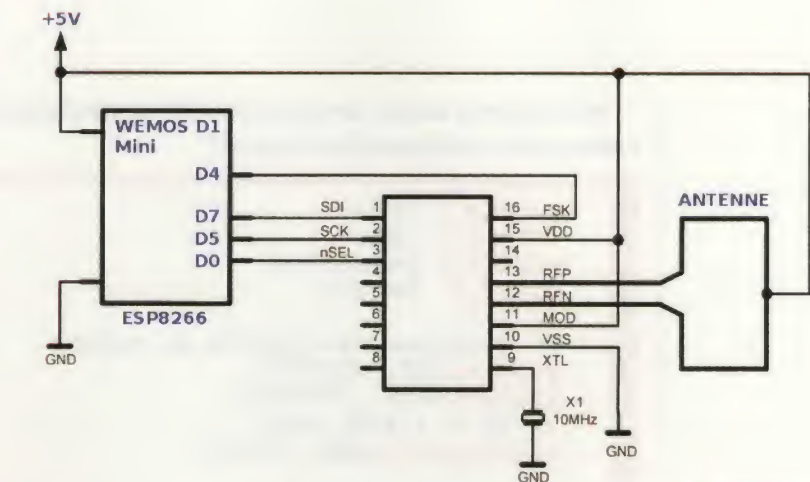 +5V
WEMOS D1
Mini
D4
D7
D5
D0
ESP8266
GND
SDI
SCK
nSEL
1
2
3
4
5
6
7
8
16
15
14
13
12
11
10
9
FSK
VDD
RFP
RFN
MOD
VSS
XTL
X1
10MHz
GND
GND
ANTENNE